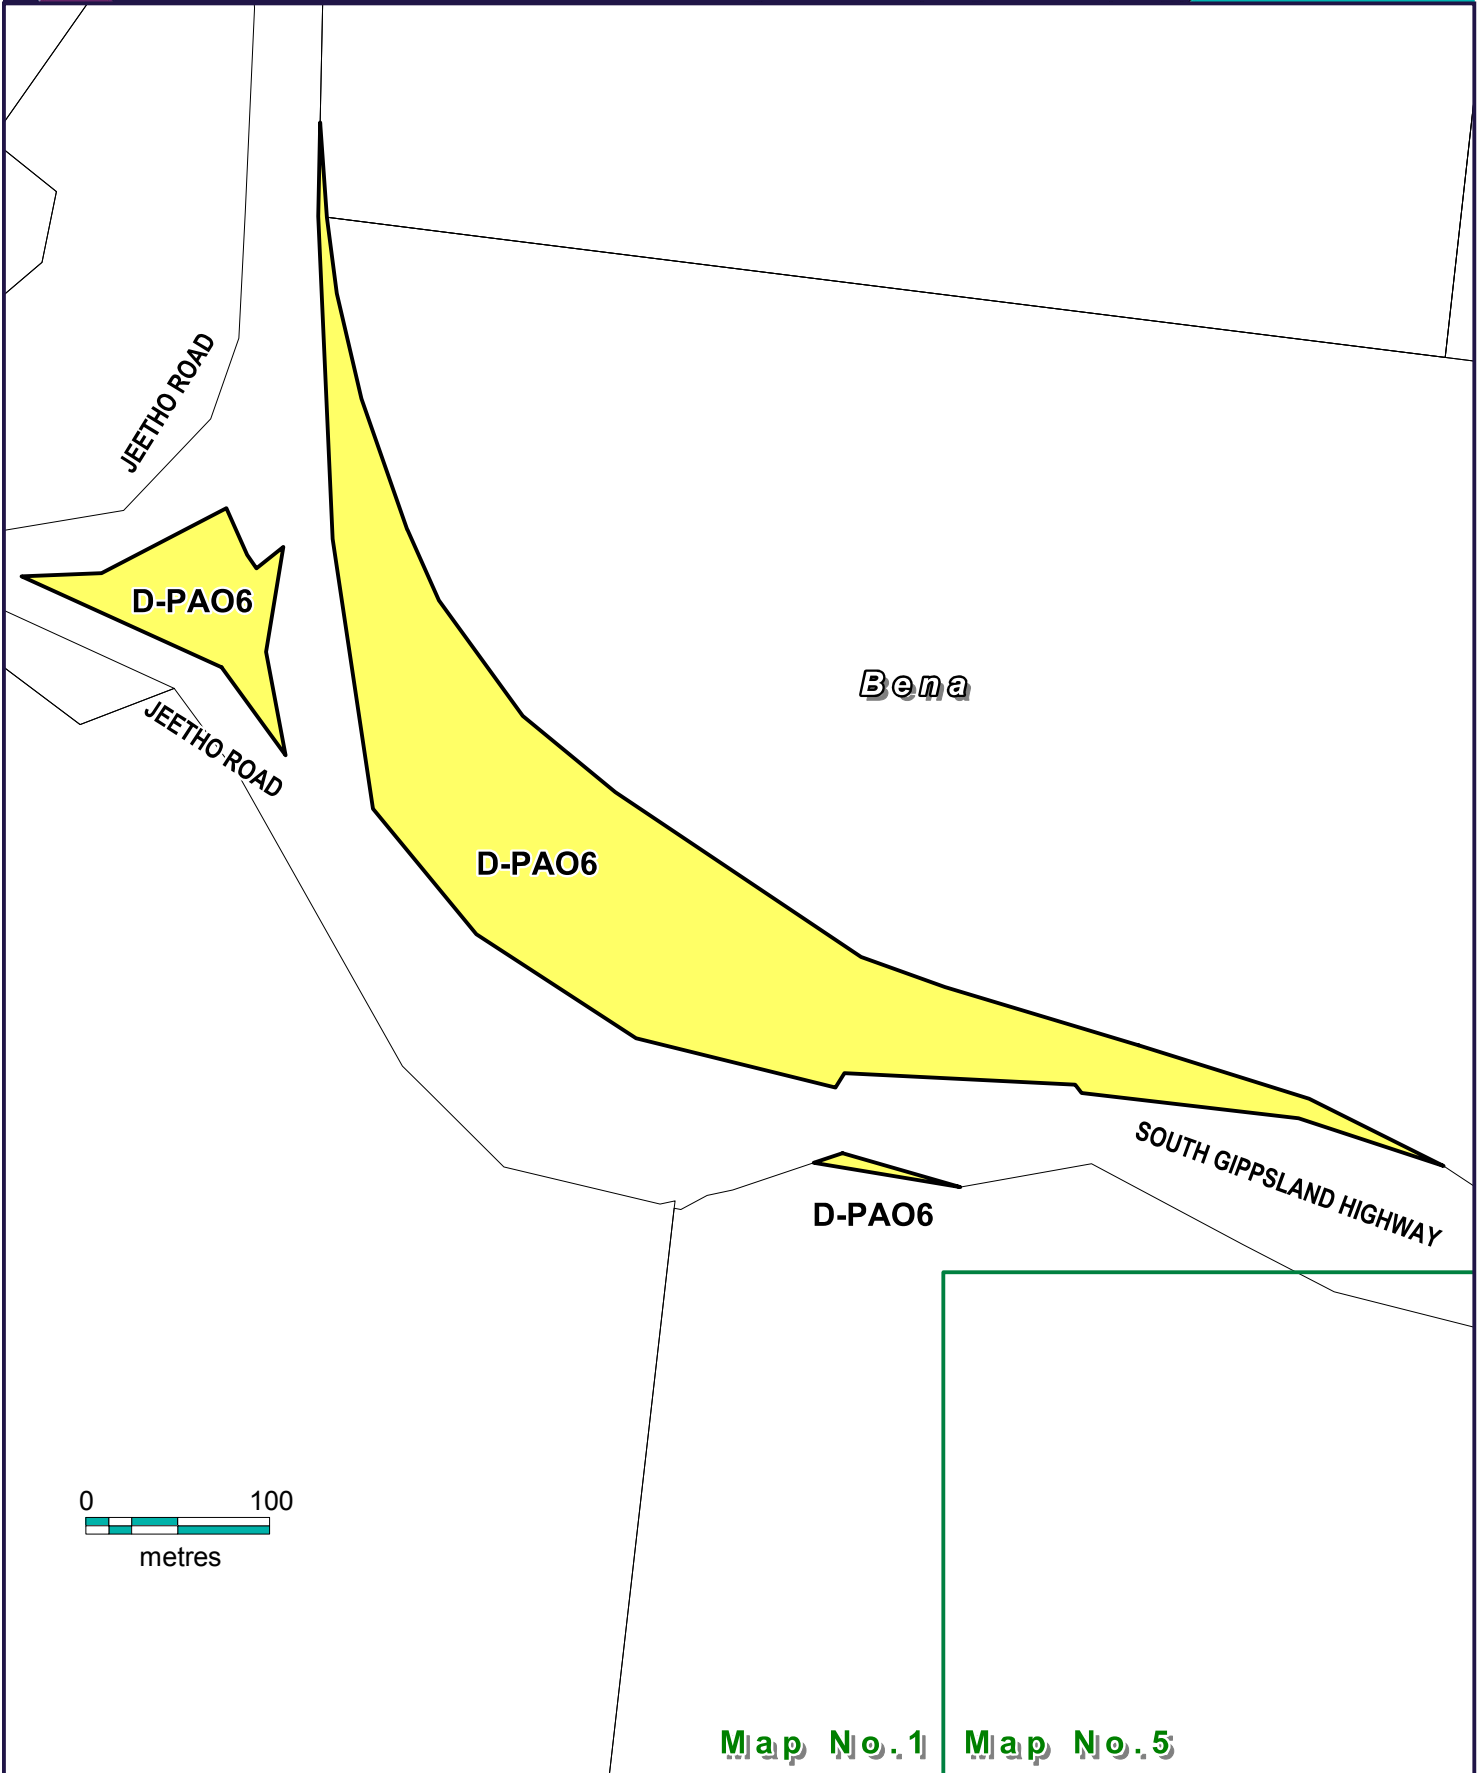 JEETHO ROAD
D-PAO6
Bena
JEETHO ROAD
D-PAO6
SOUTH GIPPSLAND HIGHWAY
D-PAO6
0 100
metres
Map No.1 Map No.5